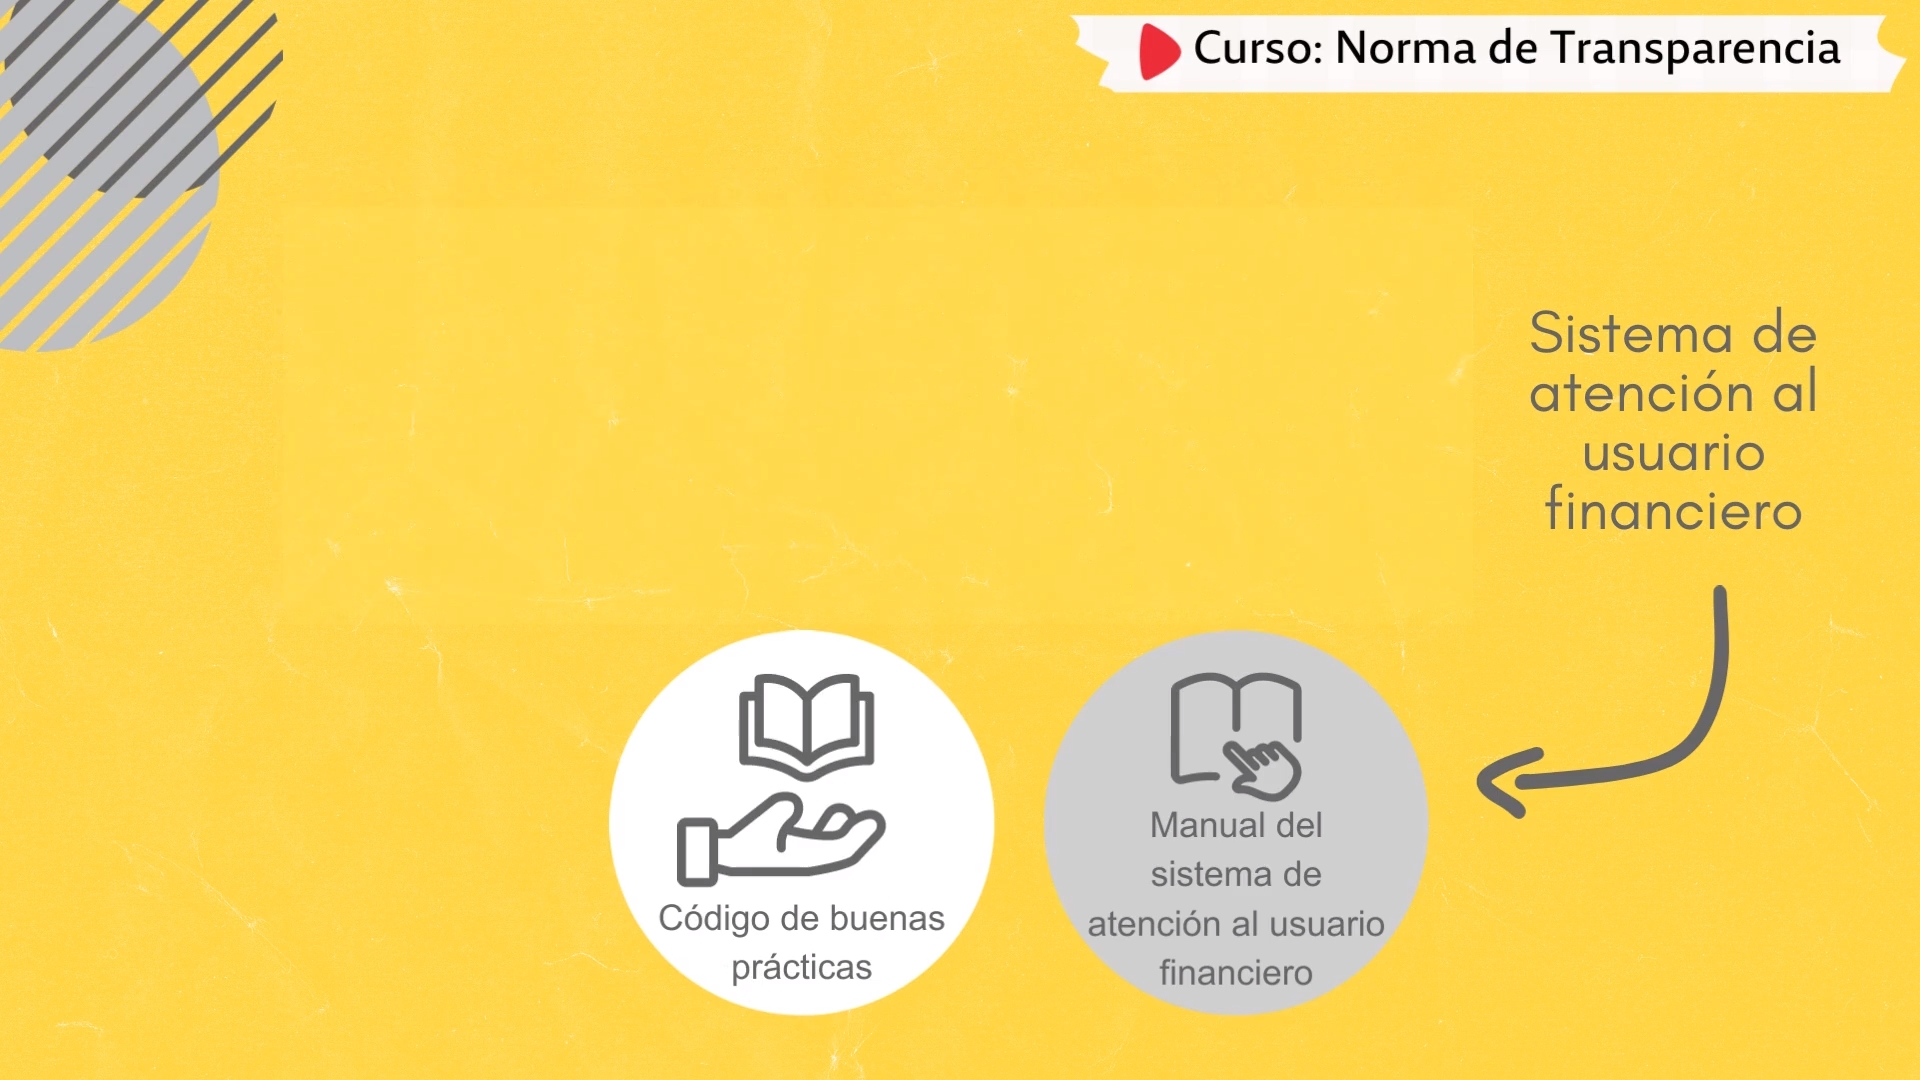 Curso: Norma de Transparencia
Sistema de
atención al
usuario
financiero
Código de buenas
prácticas
Manual del
sistema de
atención al usuario
financiero